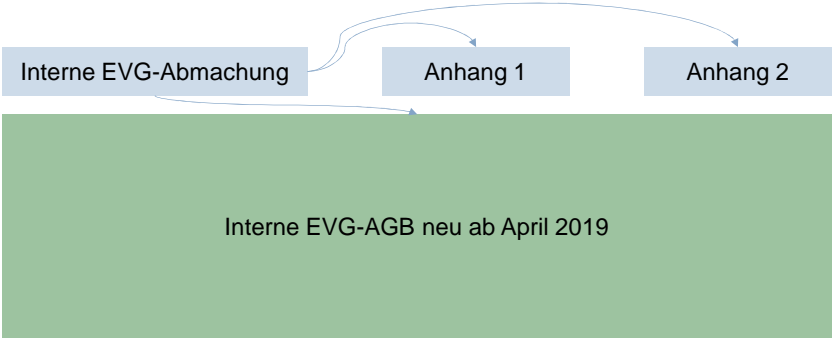 Interne EVG-Abmachung
Anhang 1
Anhang 2
Interne EVG-AGB neu ab April 2019